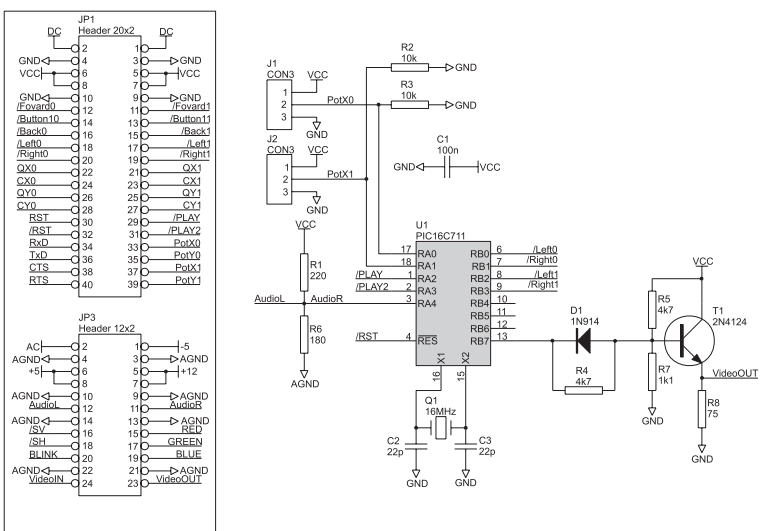 JP1
Header 20x2
DC 2 1 DC
GND 4 3 GND
VCC 6 5 VCC
8 7
GND 10 9 GND
/Fovard0 12 11 /Fovard1
/Button10 14 13 /Button11
/Back0 16 15 /Back1
/Left0 18 17 /Left1
/Right0 20 19 /Right1
QX0 22 21 QX1
CX0 24 23 CX1
QY0 26 25 QY1
CY0 28 27 CY1
RST 30 29 /PLAY
/RST 32 31 /PLAY2
RxD 34 33 PotX0
TxD 36 35 PotY0
CTS 38 37 PotX1
RTS 40 39 PotY1
JP3
Header 12x2
AC 2 1 -5
AGND 4 3 AGND
+5 6 5 +12
8 7
AGND 10 9 AGND
AudioL 12 11 AudioR
AGND 14 13 AGND
/SV 16 15 RED
/SH 18 17 GREEN
BLINK 20 19 BLUE
AGND 22 21 AGND
VideoIN 24 23 VideoOUT
J1
CON3
VCC
1
2 PotX0
3
GND
J2
CON3
VCC
1
2 PotX1
3
GND
R2
10k
GND
R3
10k
GND
C1
100n
GND VCC
VCC
R1
220
AudioL AudioR
R6
180
AGND
U1
PIC16C711
17 RA0 RB0 6 /Left0
18 RA1 RB1 7 /Right0
/PLAY 1 RA2 RB2 8 /Left1
/PLAY2 2 RA3 RB3 9 /Right1
3 RA4 RB4 10
RB5 11
RB6 12
/RST 4 RES RB7 13
X1 X2
16 15
Q1
16MHz
C2
22p
GND
C3
22p
GND
D1
1N914
R4
4k7
VCC
R5
4k7
T1
2N4124
R7
1k1
GND
VideoOUT
R8
75
GND